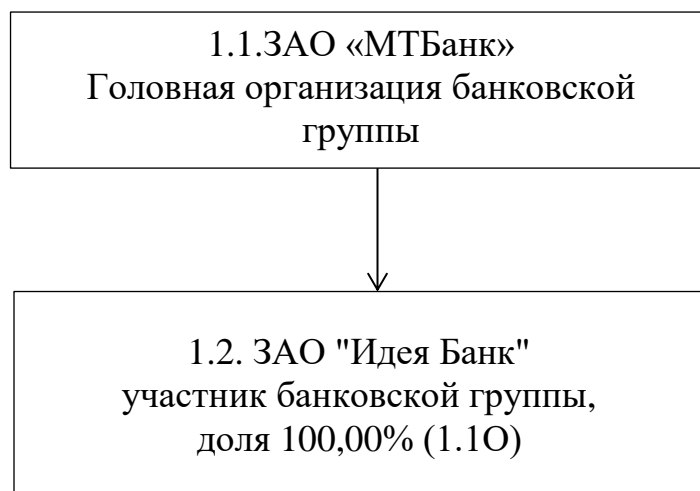 1.1.ЗАО «МТБанк»
Головная организация банковской
группы
1.2. ЗАО "Идея Банк"
участник банковской группы,
доля 100,00% (1.1О)